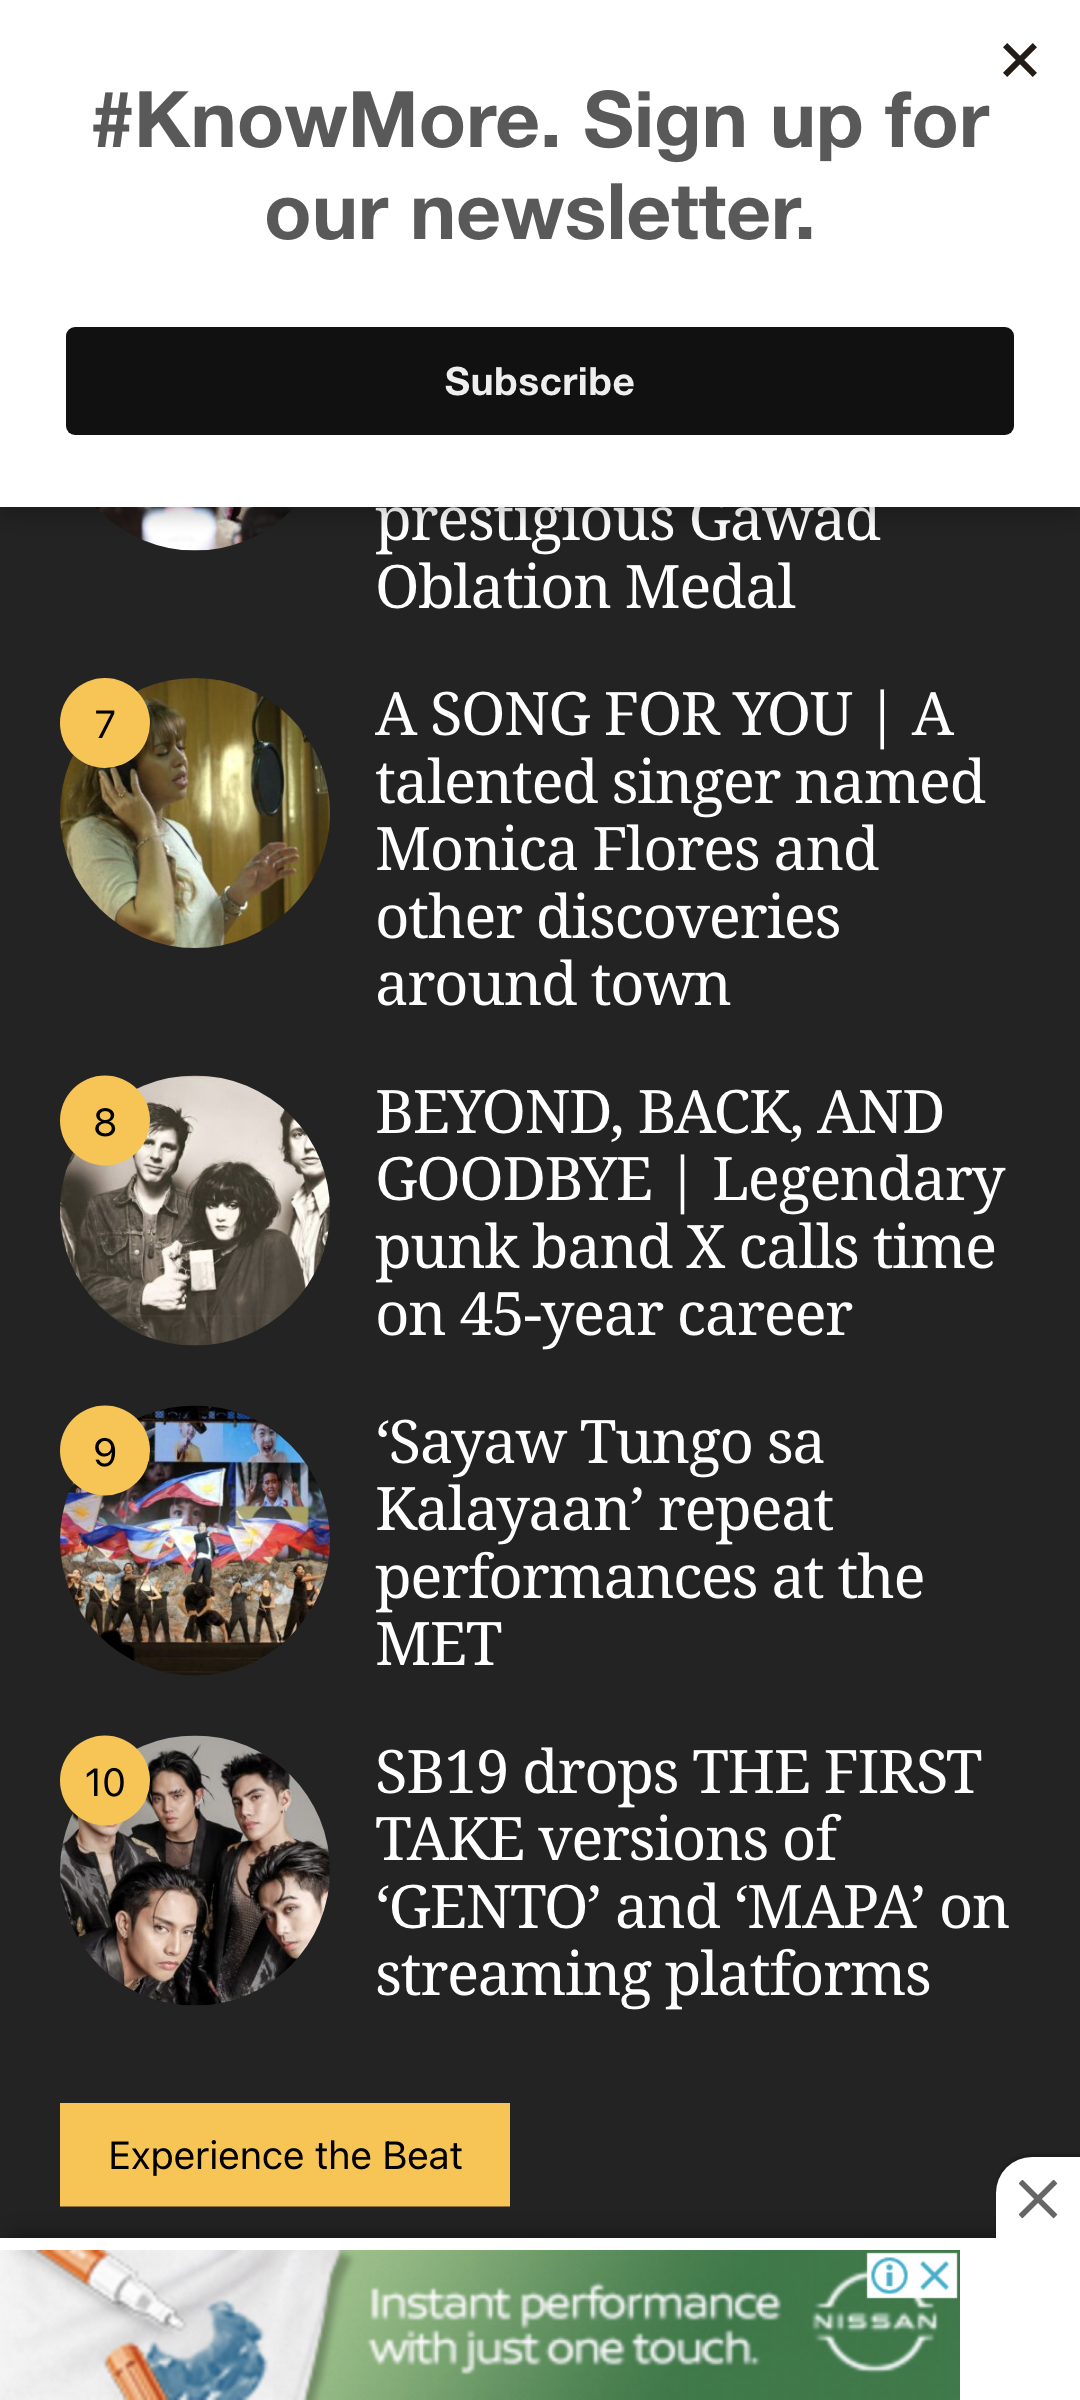 #KnowMore. Sign up for
our newsletter.
Subscribe
prestigious Gawad
Oblation Medal
7
A SONG FOR YOU | A
talented singer named
Monica Flores and
other discoveries
around town
8
BEYOND, BACK, AND
GOODBYE | Legendary
punk band X calls time
on 45-year career
9
‘Sayaw Tungo sa
Kalayaan’ repeat
performances at the
MET
10
SB19 drops THE FIRST
TAKE versions of
‘GENTO’ and ‘MAPA’ on
streaming platforms
Experience the Beat
Instant performance
with just one touch.
NISSAN